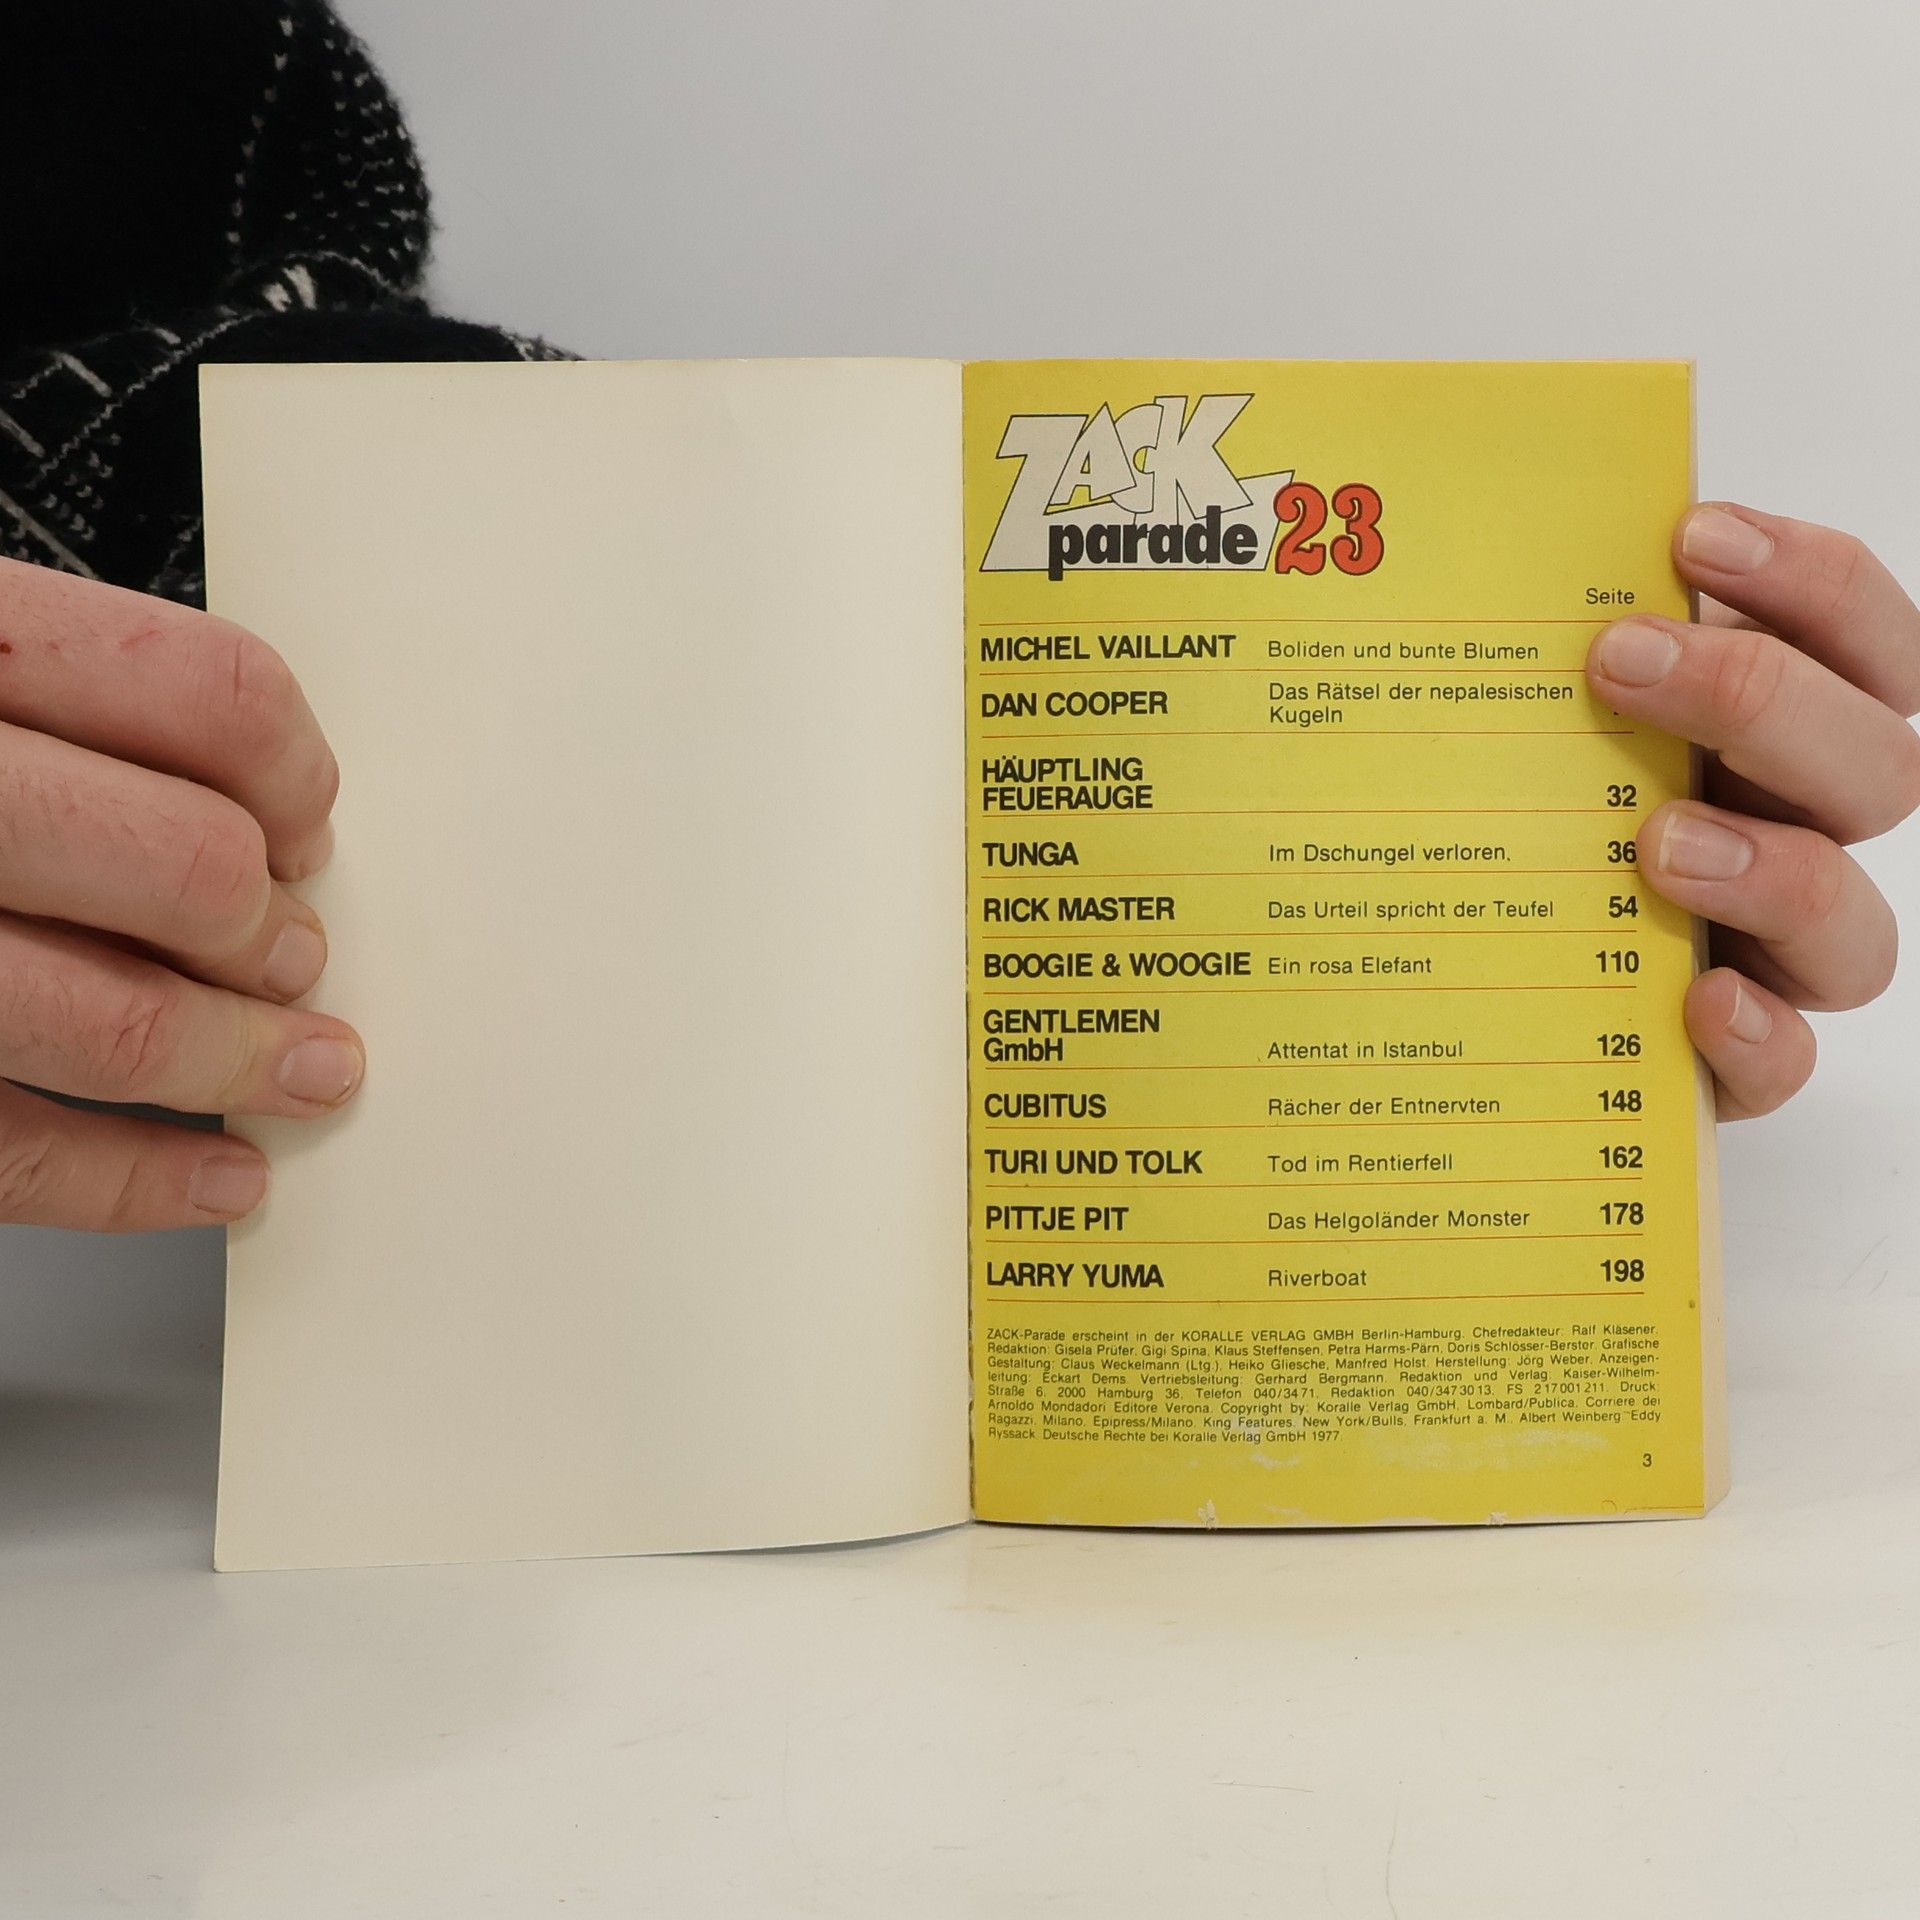 ZACK
parade 23
Seite
MICHEL VAILLANT Boliden und bunte Blumen
DAN COOPER Das Rätsel der nepalesischen
Kugeln
HÄUPTLING
FEUERAUGE 32
TUNGA Im Dschungel verloren. 36
RICK MASTER Das Urteil spricht der Teufel 54
BOOGIE & WOOGIE Ein rosa Elefant 110
GENTLEMEN
GmbH Attentat in Istanbul 126
CUBITUS Rächer der Entnervten 148
TURI UND TOLK Tod im Rentierfell 162
PITTJE PIT Das Helgoländer Monster 178
LARRY YUMA Riverboat 198
ZACK-Parade erscheint in der KORALLE VERLAG GMBH Berlin-Hamburg. Chefredakteur: Ralf Kläsener.
Redaktion: Gisela Prüfer, Gigi Spina, Klaus Steffensen, Petra Harms-Pärn, Doris Schlösser-Berstor. Grafische
Gestaltung: Claus Weckelmann (Ltg.), Heiko Gliesche, Manfred Holst. Herstellung: Jörg Weber. Anzeigen-
leitung: Eckart Dems. Vertriebsleitung: Gerhard Bergmann. Redaktion und Verlag: Kaiser-Wilhelm-
Straße 6, 2000 Hamburg 36, Telefon 040/3471, Redaktion 040/3473013, FS 217001211. Druck:
Arnoldo Mondadori Editore Verona. Copyright by: Koralle Verlag GmbH, Lombard/Publica, Corriere dei
Ragazzi, Milano, Epipress/Milano, King Features, New York/Bulls, Frankfurt a. M., Albert Weinberg Eddy
Ryssack. Deutsche Rechte bei Koralle Verlag GmbH 1977.
3